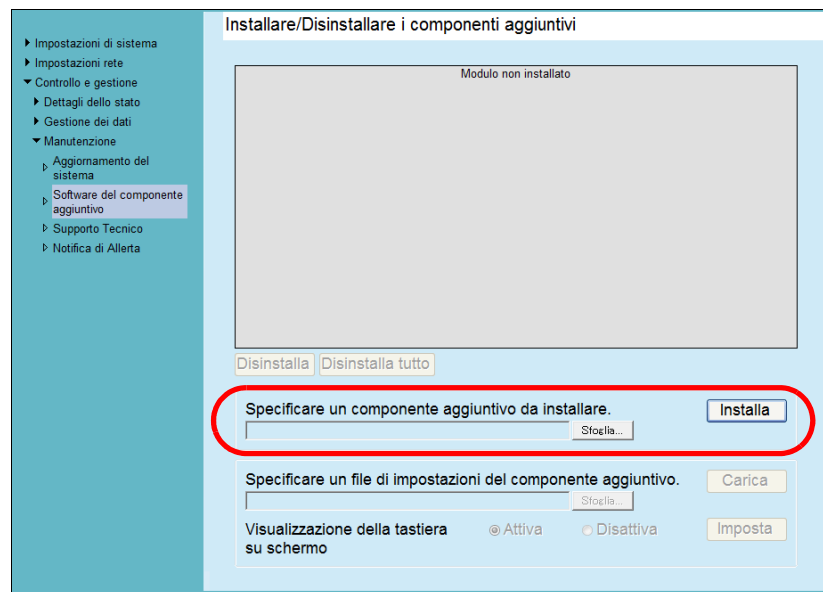 Installare/Disinstallare i componenti aggiuntivi
Impostazioni di sistema
Impostazioni rete
Controllo e gestione
Dettagli dello stato
Gestione dei dati
Manutenzione
Aggiornamento del
sistema
Software del componente
aggiuntivo
Supporto Tecnico
Notifica di Allerta
Modulo non installato
Disinstalla Disinstalla tutto
Specificare un componente aggiuntivo da installare. Installa
Sfoglia...
Specificare un file di impostazioni del componente aggiuntivo. Carica
Sfoglia...
Visualizzazione della tastiera Attiva Disattiva Imposta
su schermo